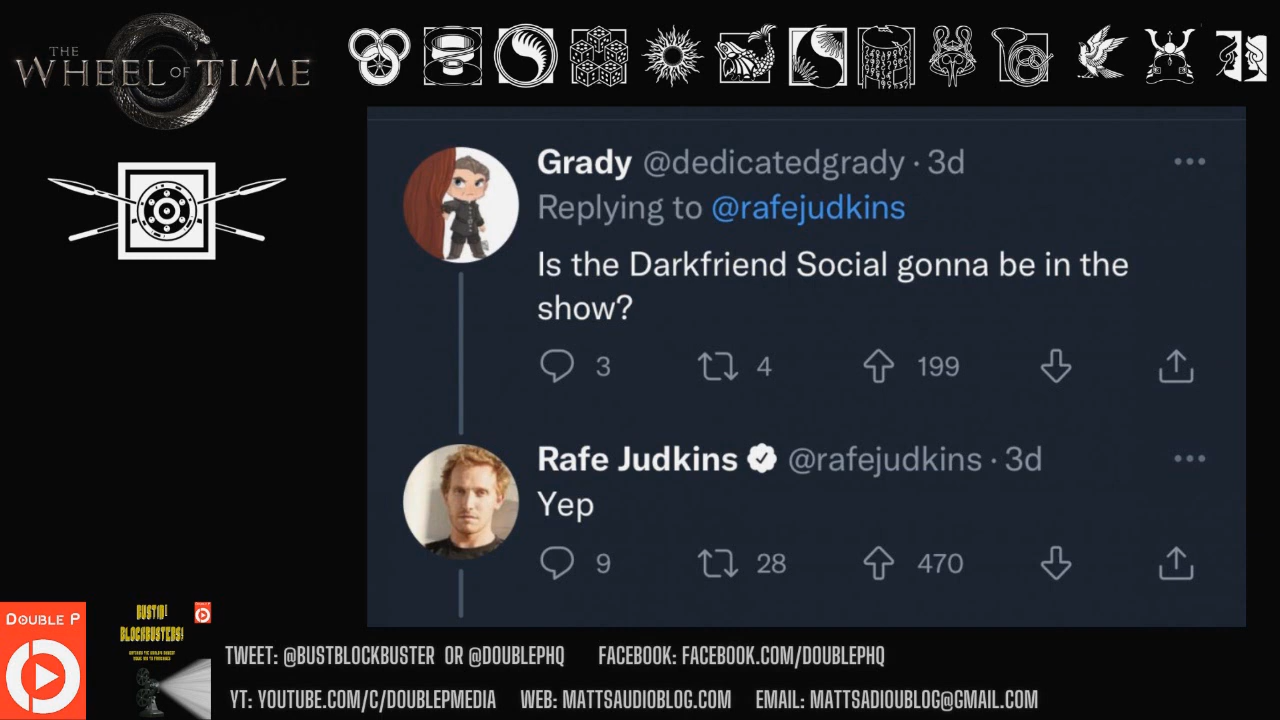 THE
WHEEL OF TIME
Grady @dedicatedgrady · 3d
Replying to @rafejudkins
Is the Darkfriend Social gonna be in the
show?
3 4 199
Rafe Judkins @rafejudkins · 3d
Yep
9 28 470
DOUBLE P
BUSTIN!
BLOCKBUSTERS!
DOUBLE P
TWEET: @BUSTBLOCKBUSTER OR @DOUBLEPHQ FACEBOOK: FACEBOOK.COM/DOUBLEPHQ
YT: YOUTUBE.COM/C/DOUBLEPMEDIA WEB: MATTSAUDIOBLOG.COM EMAIL: MATTSADIOUBLOG@GMAIL.COM